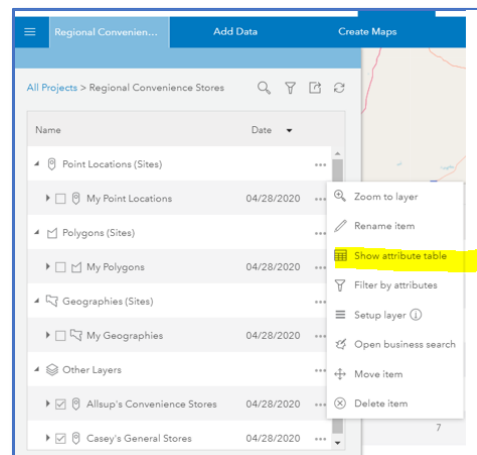 Regional Convenien... Add Data Create Maps
All Projects > Regional Convenience Stores
Name Date
Point Locations (Sites)
My Point Locations 04/28/2020
Polygons (Sites)
My Polygons 04/28/2020
Geographies (Sites)
My Geographies 04/28/2020
Other Layers
Allsup's Convenience Stores 04/28/2020
Casey's General Stores 04/28/2020
Zoom to layer
Rename item
Show attribute table
Filter by attributes
Setup layer
Open business search
Move item
Delete item
7